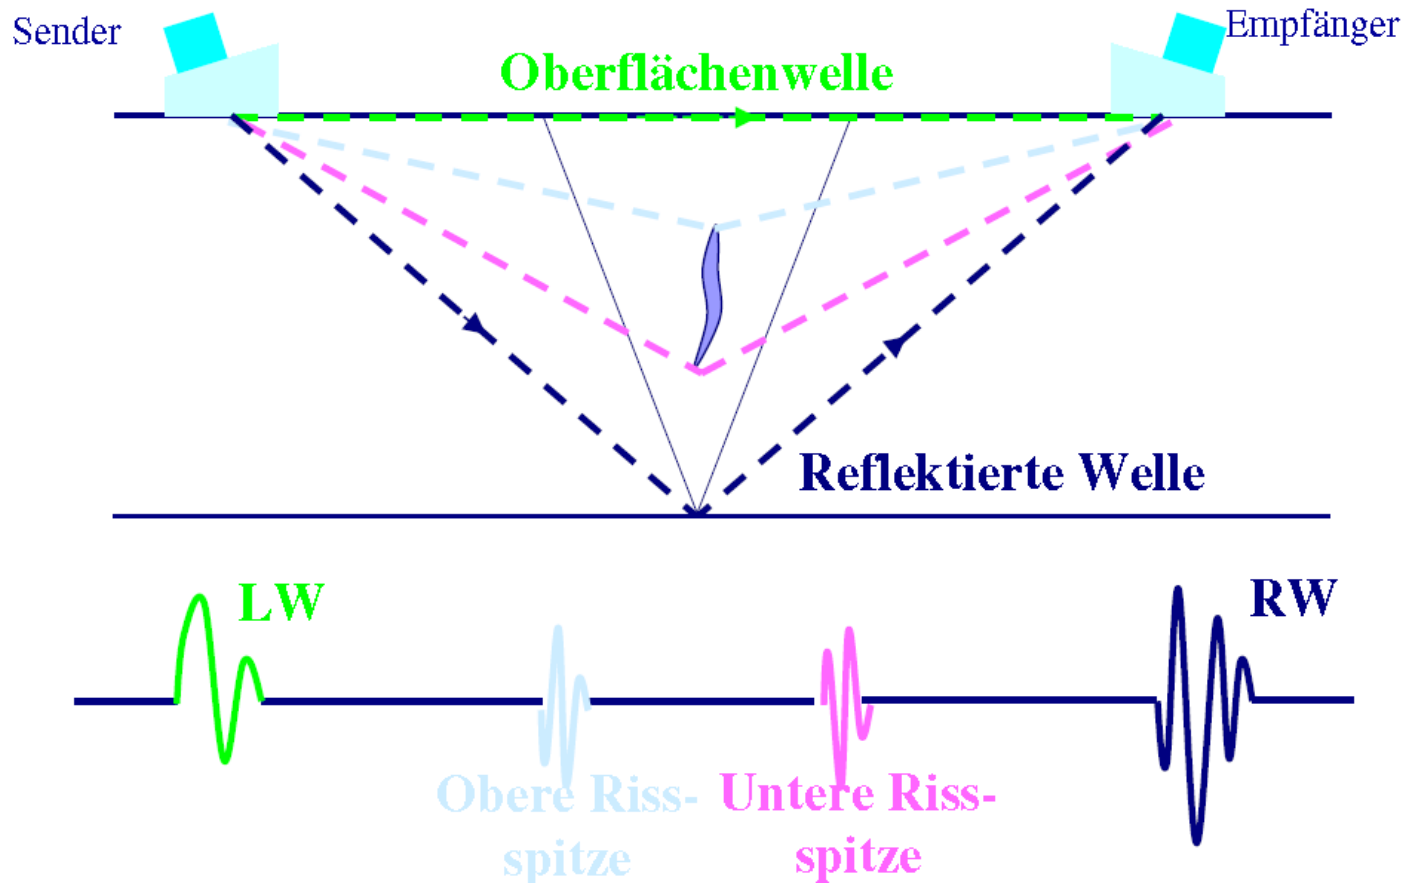 Sender
Empfänger
Oberflächenwelle
Reflektierte Welle
LW
RW
Obere Riss-
spitze
Untere Riss-
spitze